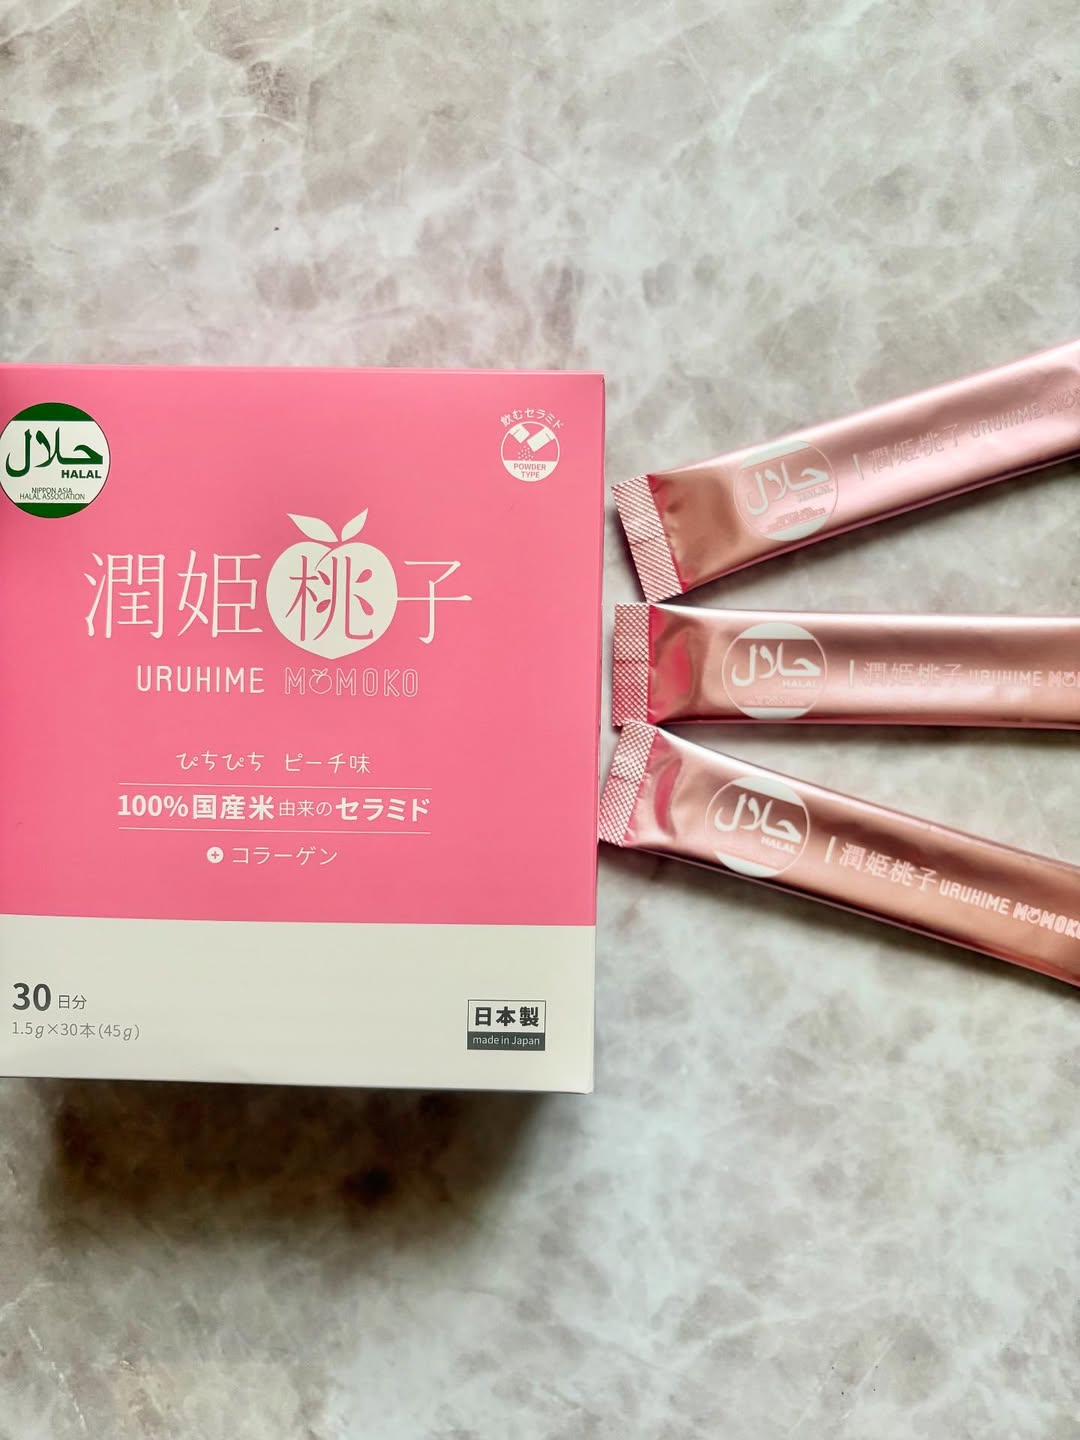 حلال
HALAL
NIPPON ASIA
HALAL ASSOCIATION
飲むセラミド
POWDER
TYPE
潤姫桃子
URUHIME MOMOKO
ぴちぴち ピーチ味
100%国産米由来のセラミド
+コラーゲン
30日分
1.5g×30本(45g)
日本製
made in Japan
حلال
HALAL
潤姫桃子 URUHIME MO
حلال
HALAL
潤姫桃子 URUHIME MOM
حلال
HALAL
潤姫桃子 URUHIME MOMOKO